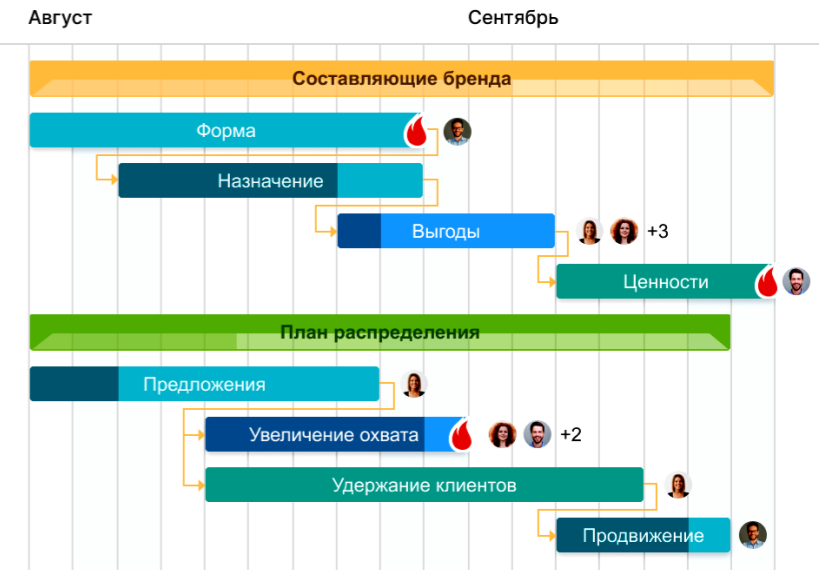 Август
Сентябрь
Составляющие бренда
Форма
Назначение
Выгоды
+3
Ценности
План распределения
Предложения
Увеличение охвата
+2
Удержание клиентов
Продвижение